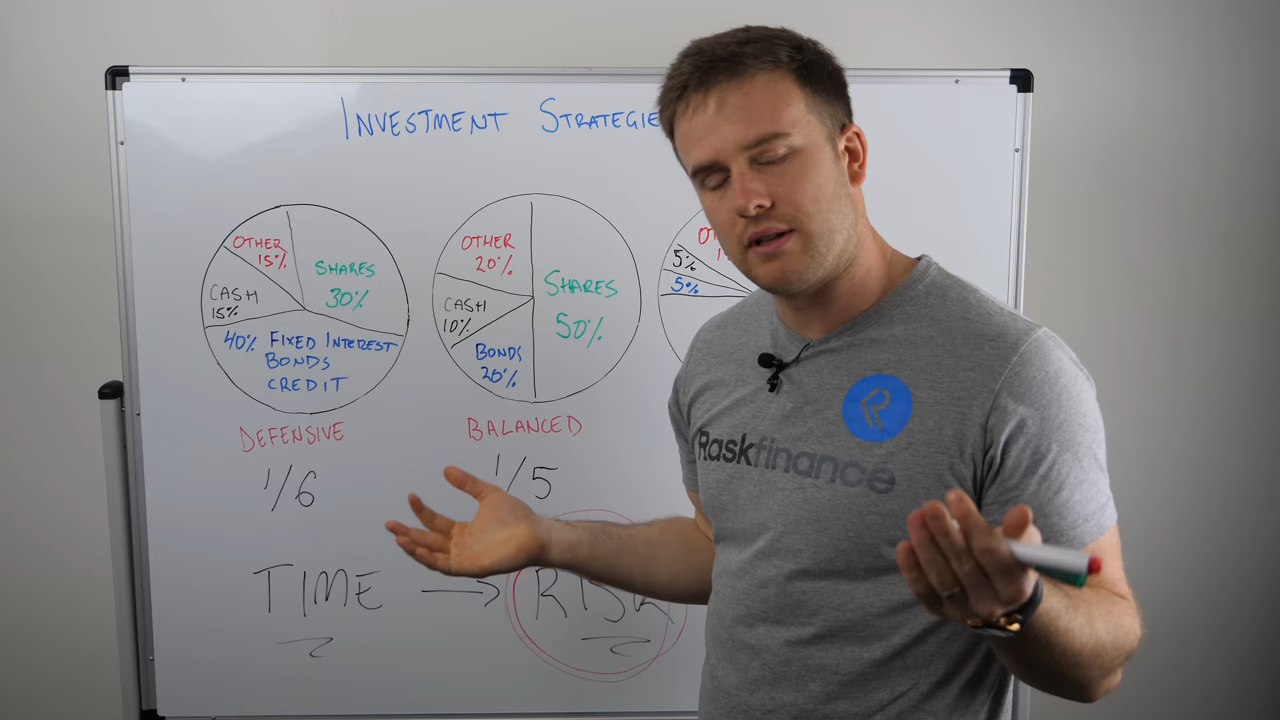 INVESTMENT STRATEGIE
OTHER
15%
SHARES
30%
CASH
15%
40% FIXED INTEREST
BONDS
CREDIT
DEFENSIVE
1/6
OTHER
20%
SHARES
50%
CASH
10%
BONDS
20%
BALANCED
1/5
5%
5%
TIME → RISK
Raskfinance